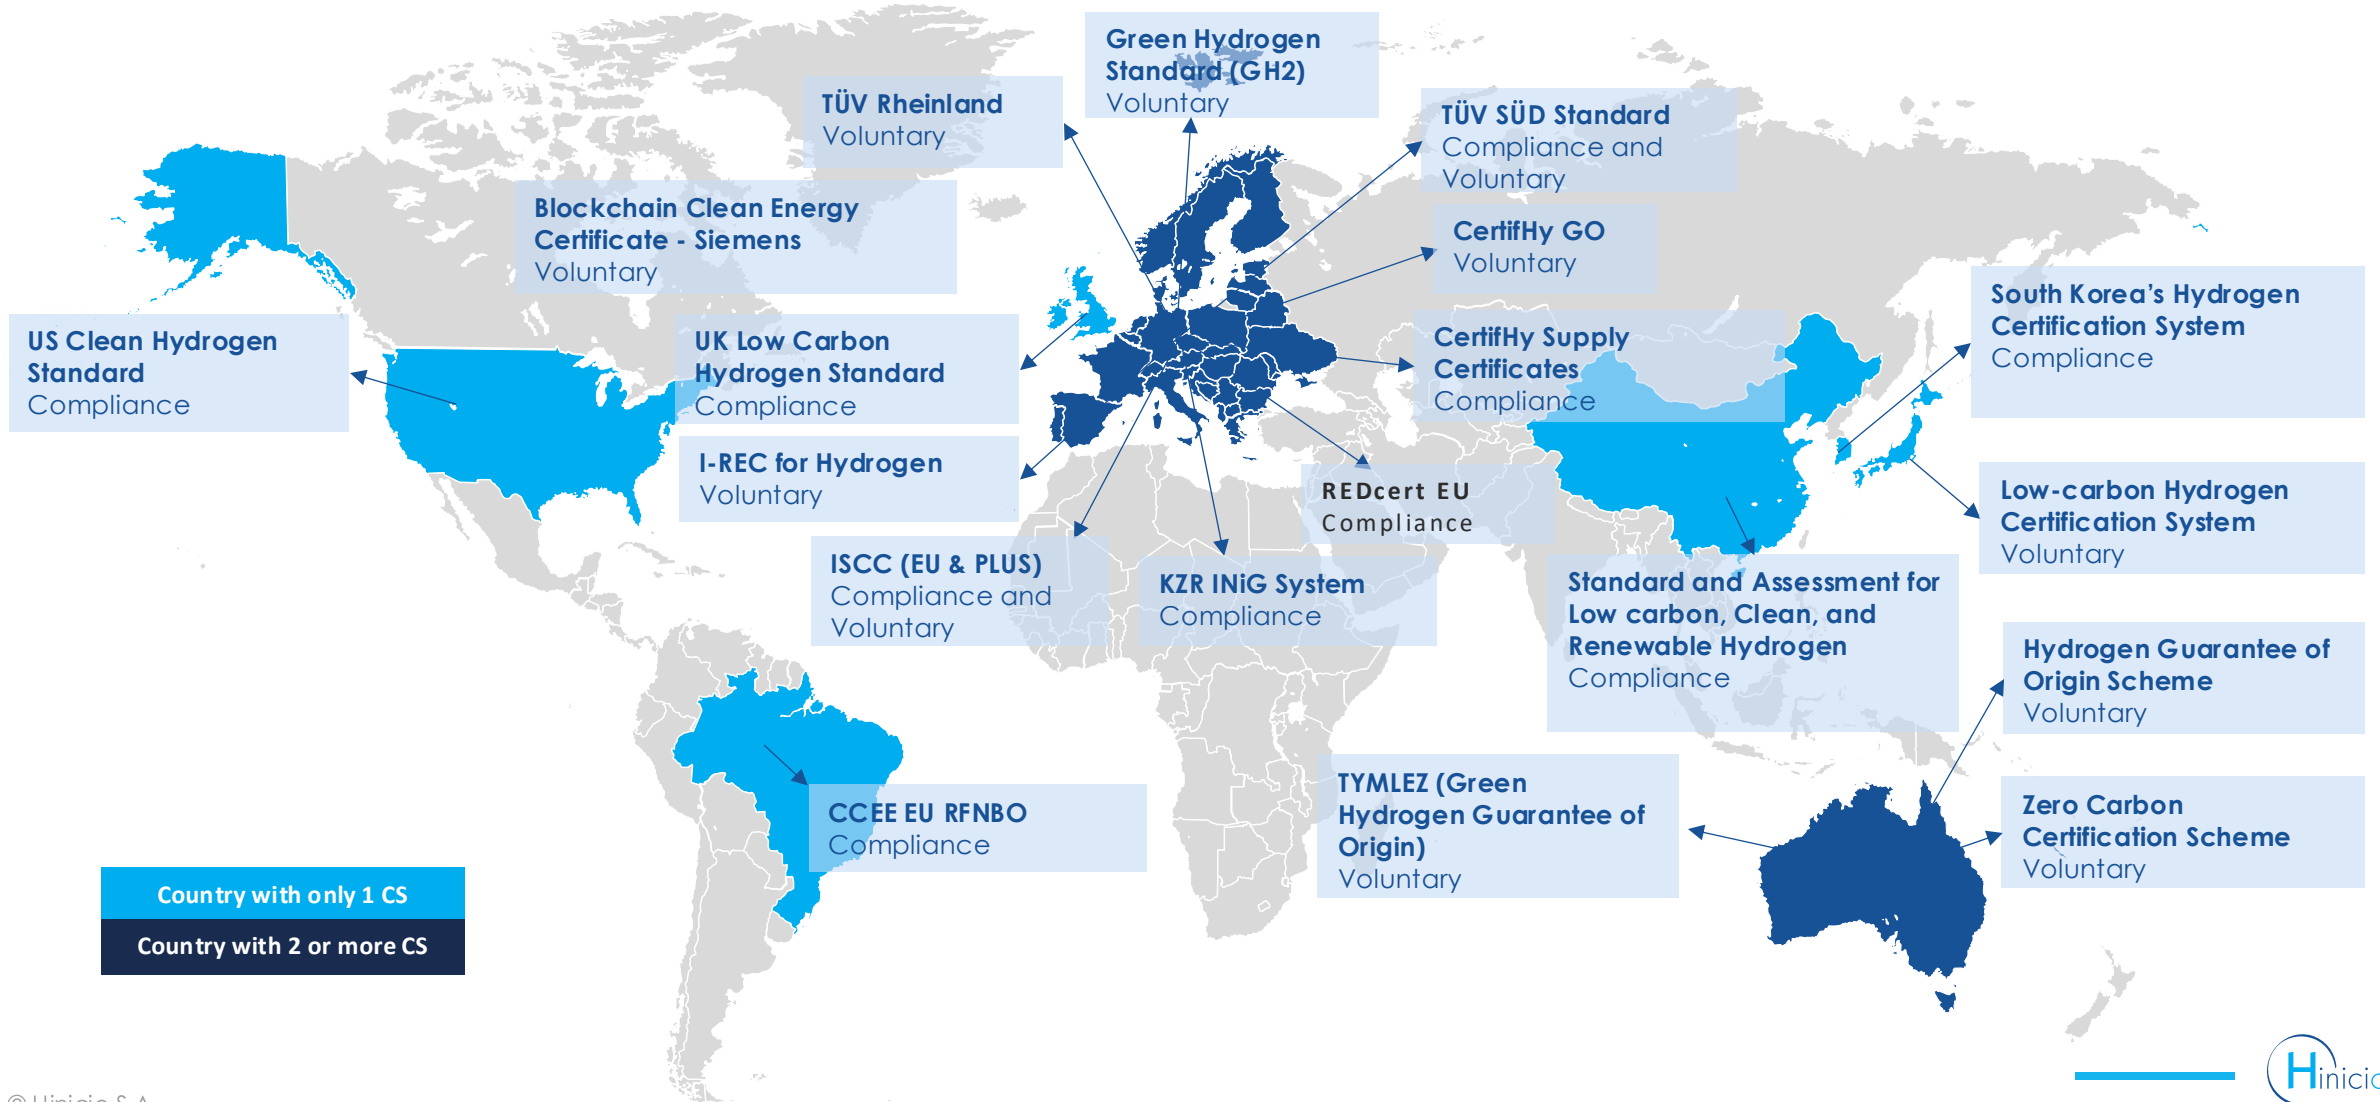 Green Hydrogen
Standard (GH2)
Voluntary
TÜV Rheinland
Voluntary
TÜV SÜD Standard
Compliance and
Voluntary
Blockchain Clean Energy
Certificate - Siemens
Voluntary
CertifHy GO
Voluntary
South Korea's Hydrogen
Certification System
Compliance
US Clean Hydrogen
Standard
Compliance
UK Low Carbon
Hydrogen Standard
Compliance
CertifHy Supply
Certificates
Compliance
I-REC for Hydrogen
Voluntary
REDcert EU
Compliance
Low-carbon Hydrogen
Certification System
Voluntary
ISCC (EU & PLUS)
Compliance and
Voluntary
KZR INiG System
Compliance
Standard and Assessment for
Low carbon, Clean, and
Renewable Hydrogen
Compliance
Hydrogen Guarantee of
Origin Scheme
Voluntary
TYMLEZ (Green
Hydrogen Guarantee of
Origin)
Voluntary
Zero Carbon
Certification Scheme
Voluntary
CCEE EU RFNBO
Compliance
Country with only 1 CS
Country with 2 or more CS
© Hinicio S.A.
Hinicio